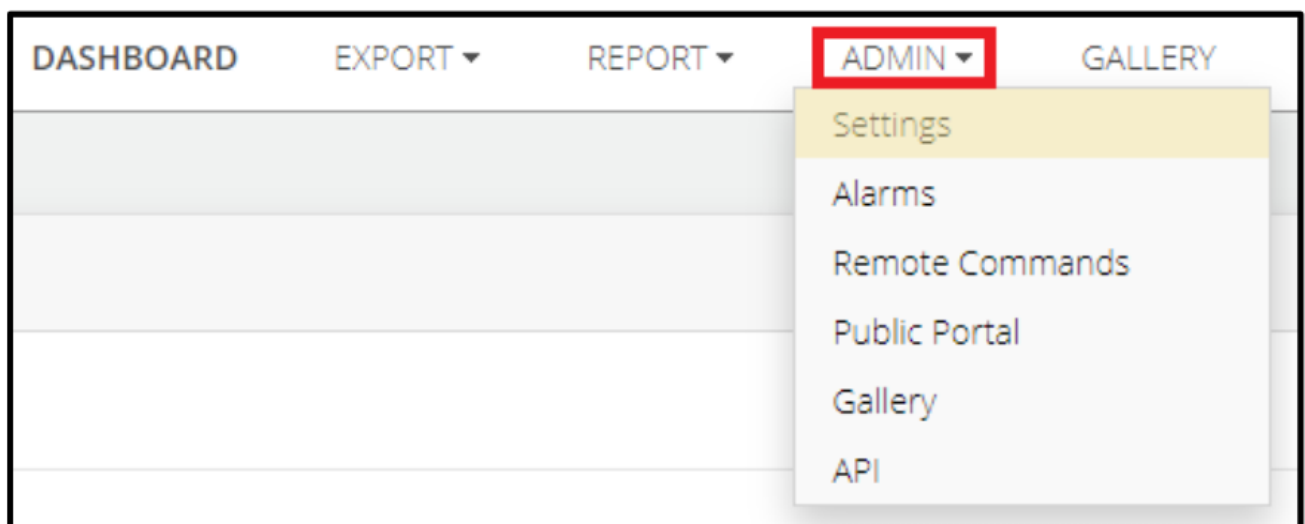 DASHBOARD EXPORT REPORT ADMIN GALLERY
Settings
Alarms
Remote Commands
Public Portal
Gallery
API